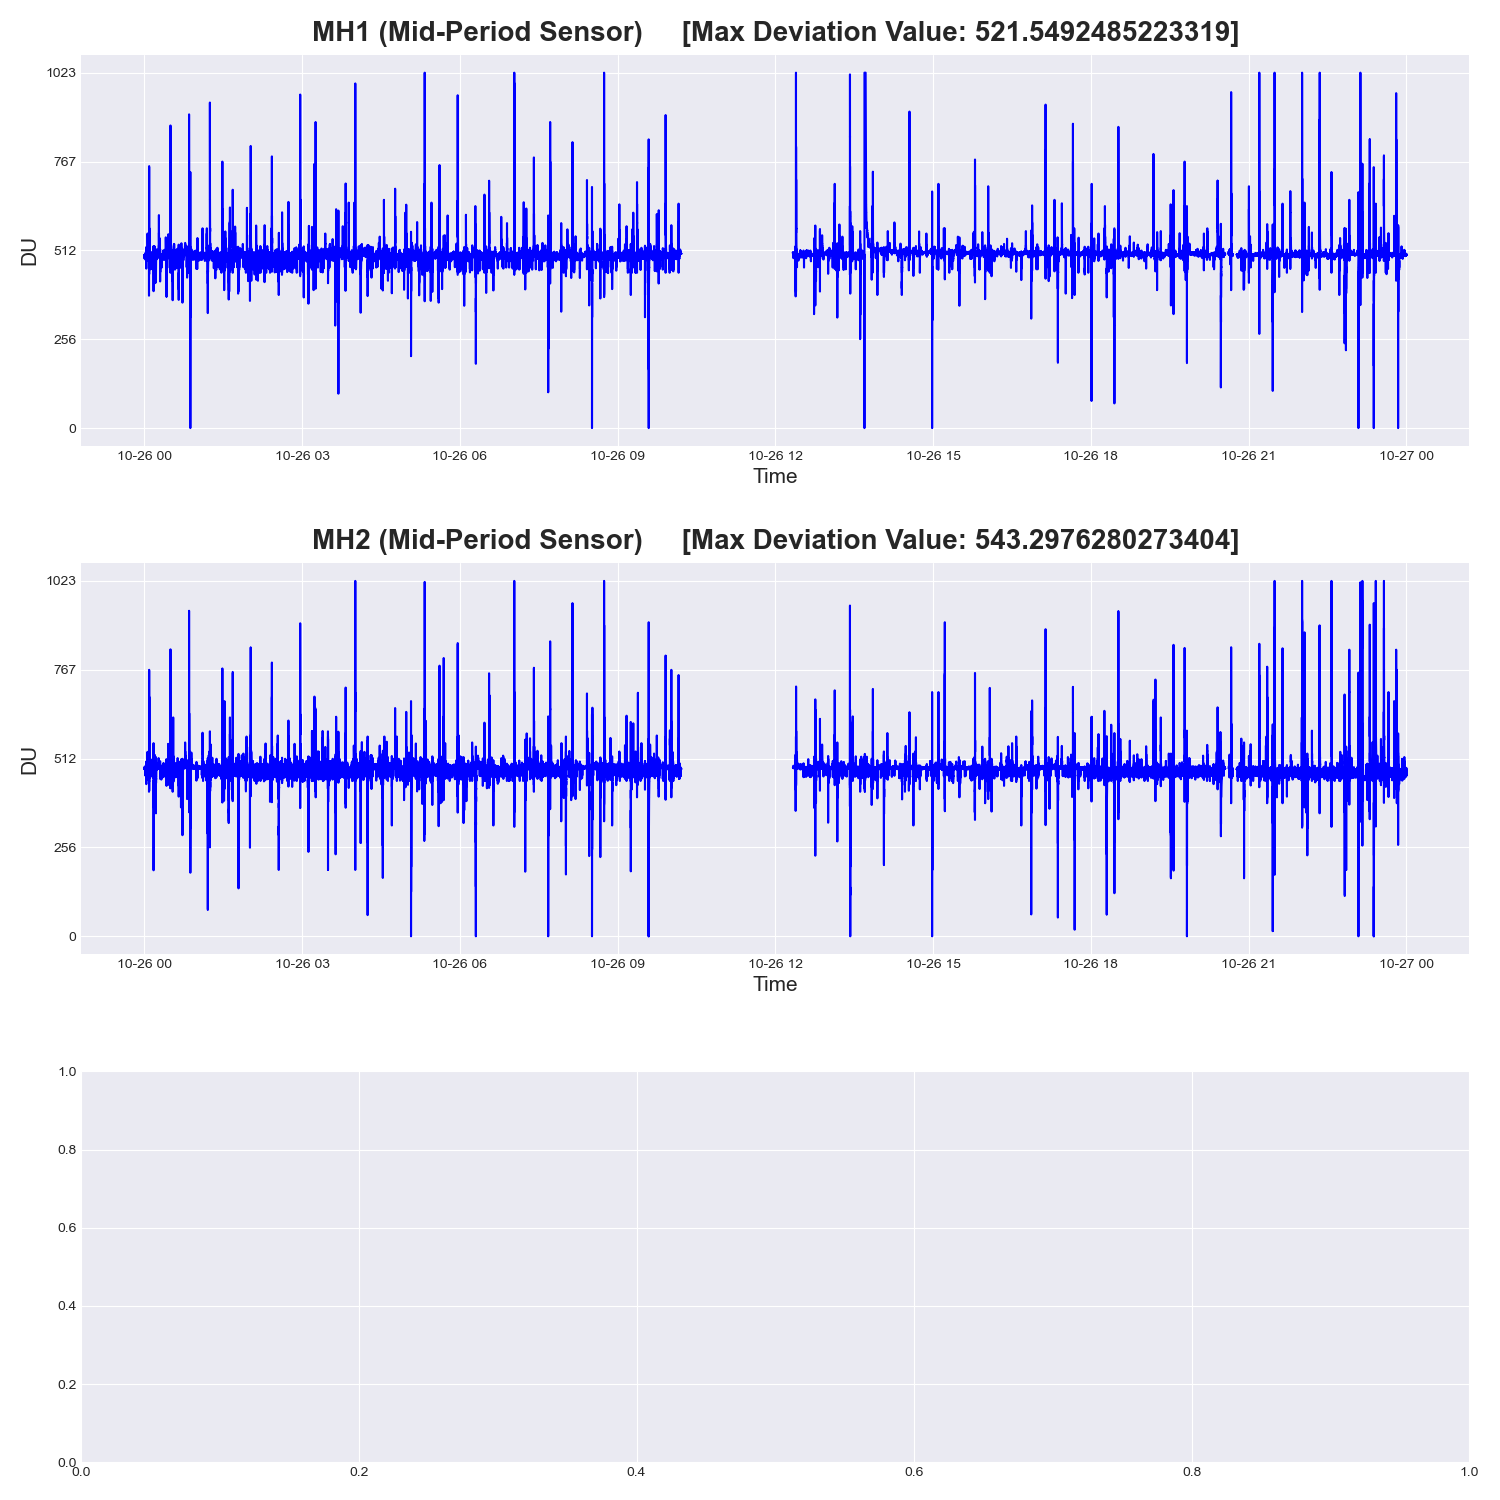 MH1 (Mid-Period Sensor) [Max Deviation Value: 521.5492485223319]
1023
767
512
256
0
DU
10-26 00 10-26 03 10-26 06 10-26 09 10-26 12 10-26 15 10-26 18 10-26 21 10-27 00
Time
MH2 (Mid-Period Sensor) [Max Deviation Value: 543.2976280273404]
1023
767
512
256
0
DU
10-26 00 10-26 03 10-26 06 10-26 09 10-26 12 10-26 15 10-26 18 10-26 21 10-27 00
Time
1.0
0.8
0.6
0.4
0.2
0.0
0.0 0.2 0.4 0.6 0.8 1.0